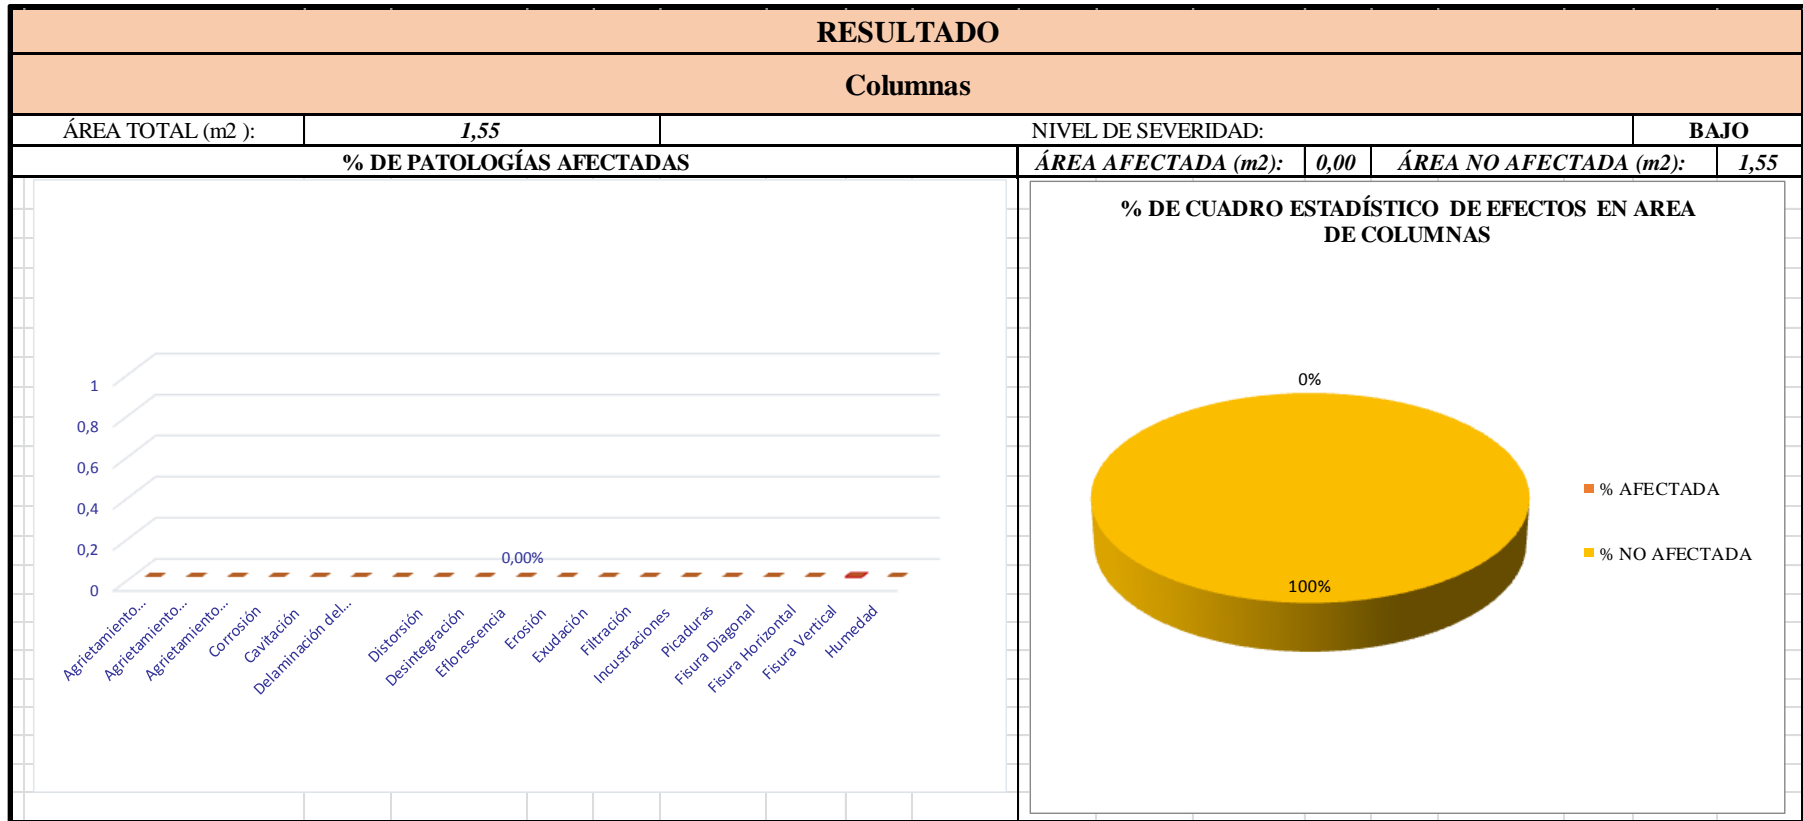 RESULTADO
Columnas
ÁREA TOTAL (m2 ): 1,55 NIVEL DE SEVERIDAD: BAJO
% DE PATOLOGÍAS AFECTADAS ÁREA AFECTADA (m2): 0,00 ÁREA NO AFECTADA (m2): 1,55
1
0,8
0,6
0,4
0,2
0
0,00%
Agrietamiento...
Agrietamiento...
Agrietamiento...
Corrosión
Cavitación
Delaminación del...
Distorsión
Desintegración
Eflorescencia
Erosión
Exudación
Filtración
Incustraciones
Picaduras
Fisura Diagonal
Fisura Horizontal
Fisura Vertical
Humedad
% DE CUADRO ESTADÍSTICO DE EFECTOS EN AREA
DE COLUMNAS
0%
100%
% AFECTADA
% NO AFECTADA